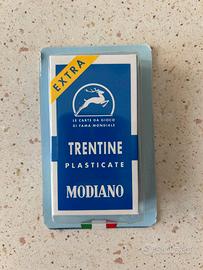 EXTRA
LE CARTE DA GIOCO
DI FAMA MONDIALE
TRENTINE
PLASTICATE
MODIANO